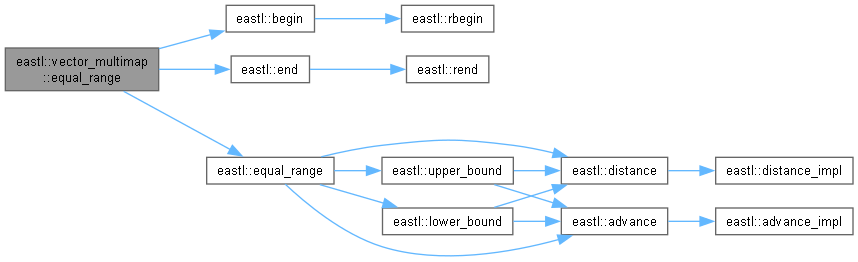 eastl::begin
eastl::rbegin
eastl::vector_multimap
::equal_range
eastl::end
eastl::rend
eastl::equal_range
eastl::upper_bound
eastl::distance
eastl::distance_impl
eastl::lower_bound
eastl::advance
eastl::advance_impl